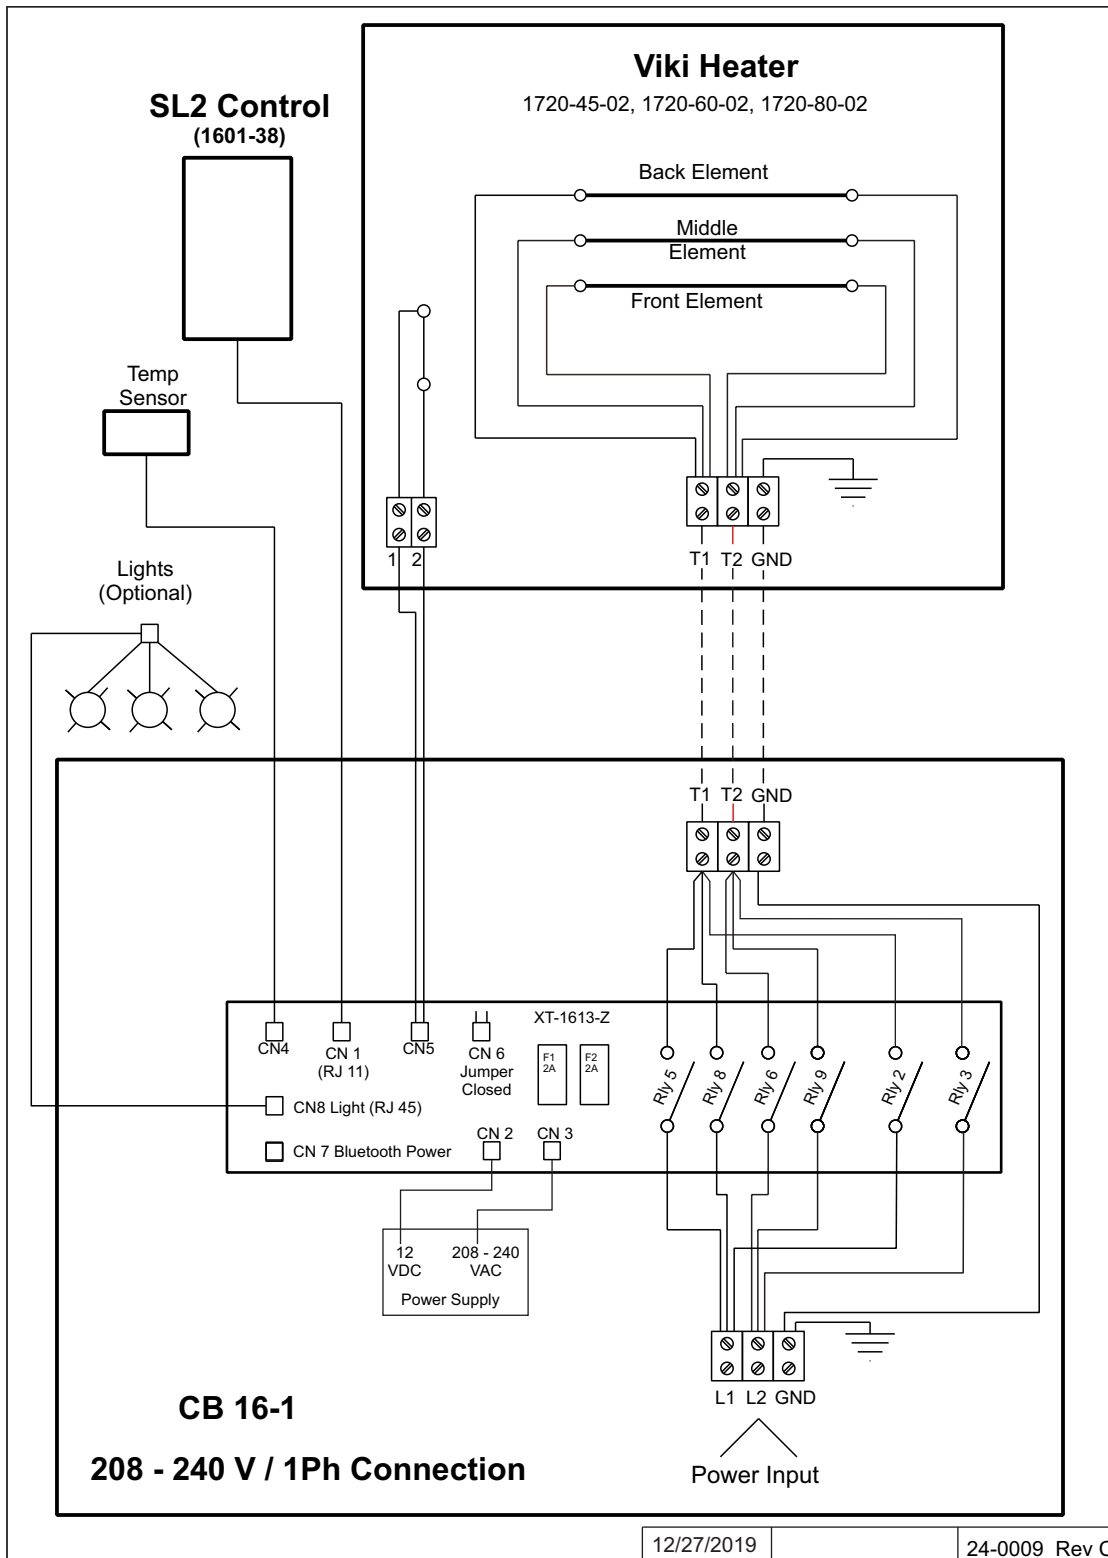 Viki Heater
1720-45-02, 1720-60-02, 1720-80-02
SL2 Control
(1601-38)
Back Element
Middle
Element
Front Element
Temp
Sensor
1 2
T1 T2 GND
Lights
(Optional)
T1 T2 GND
XT-1613-Z
CN4
CN 1
(RJ 11)
CN5
CN 6
Jumper
Closed
F1
2A
F2
2A
Rly 5
Rly 8
Rly 6
Rly 9
Rly 2
Rly 3
CN8 Light (RJ 45)
CN 7 Bluetooth Power
CN 2
CN 3
12
VDC
208 - 240
VAC
Power Supply
L1 L2 GND
Power Input
CB 16-1
208 - 240 V / 1Ph Connection
12/27/2019
24-0009 Rev C